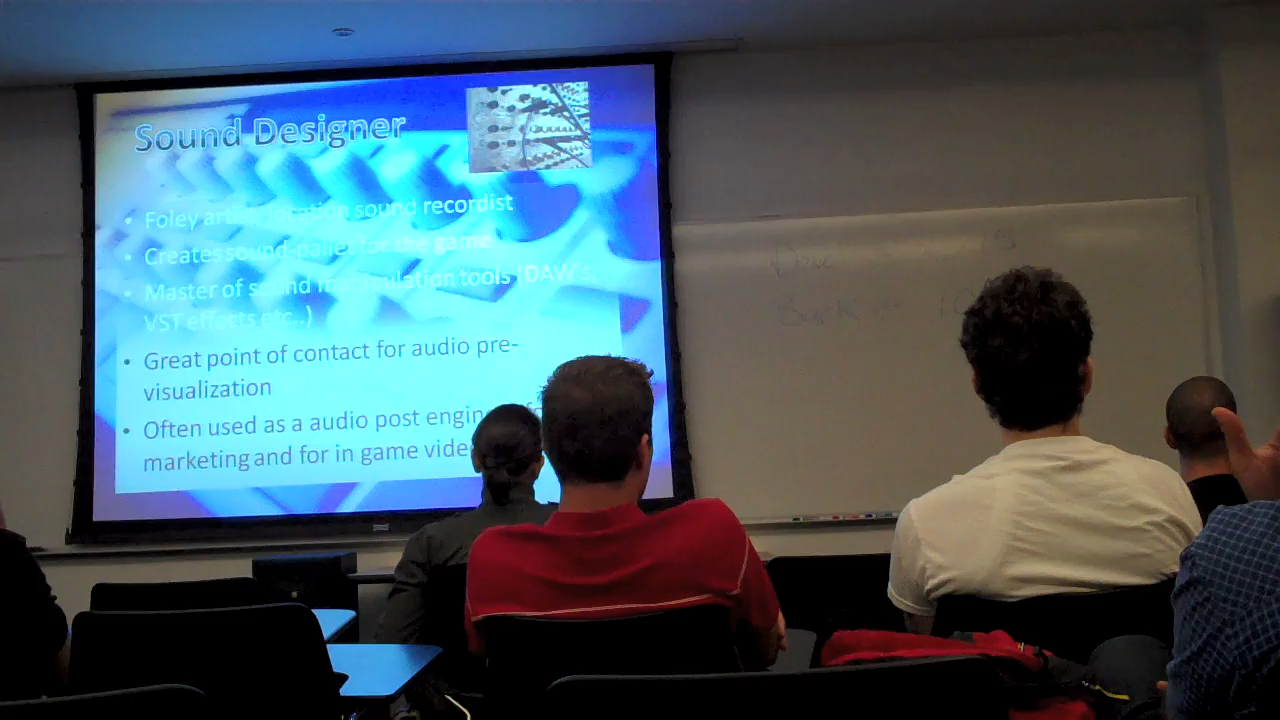 Sound Designer
• Foley artist, location sound recordist
• Creates sound-pallet for the game
• Master of sound manipulation tools (DAW's,
VST effects etc..)
• Great point of contact for audio pre-
visualization
• Often used as a audio post
marketing and for in game